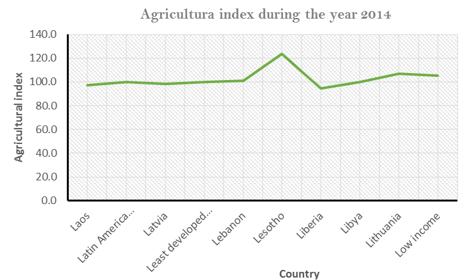 Agricultura index during the year 2014
140.0
120.0
100.0
80.0
60.0
40.0
20.0
0.0
Agricultural index
Laos
Latin America...
Latvia
Least developed...
Lebanon
Lesotho
Liberia
Libya
Lithuania
Low income
Country